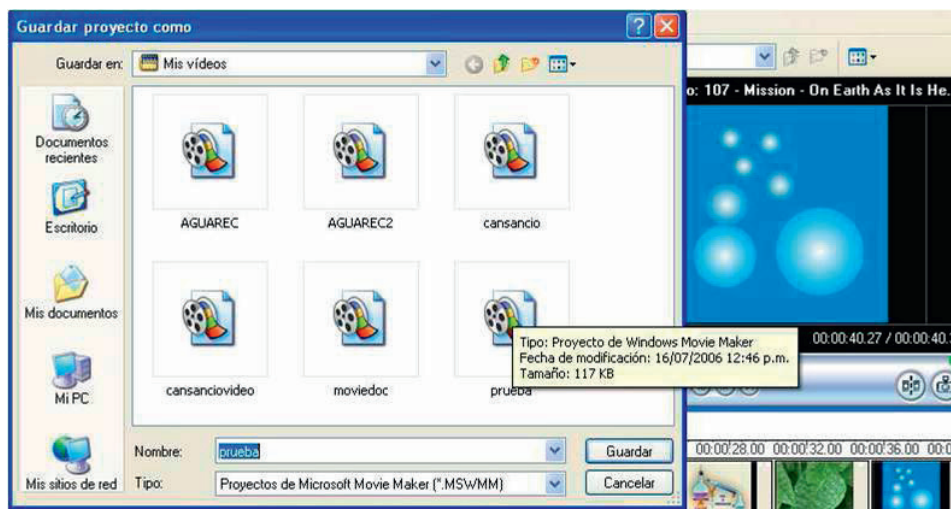 Guardar proyecto como
Guardar en:
Mis vídeos
Documentos
recientes
Escritorio
Mis documentos
Mi PC
Mis sitios de red
AGUAREC
AGUAREC2
cansancio
cansanciovideo
moviedoc
prueba
Tipo: Proyecto de Windows Movie Maker
Fecha de modificación: 16/07/2006 12:46 p.m.
Tamaño: 117 KB
Nombre:
prueba
Guardar
Tipo:
Proyectos de Microsoft Movie Maker (*.MSWMM)
Cancelar
o: 107 - Mission - On Earth As It Is He...
00:00:40.27 / 00:00:40.
00:00:28.00 00:00:32.00 00:00:36.00 00:0